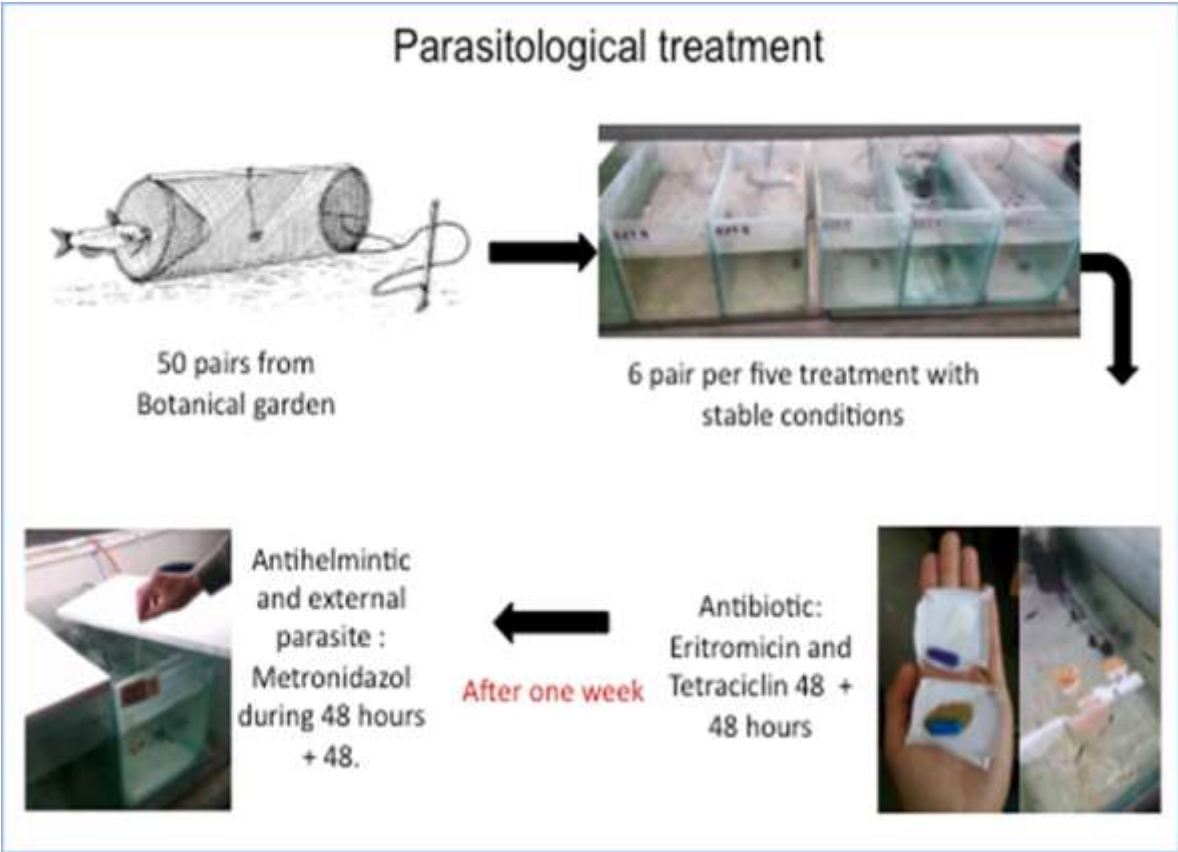 Parasitological treatment
50 pairs from
Botanical garden
6 pair per five treatment with
stable conditions
Antihelmintic
and external
parasite :
Metronidazol
during 48 hours
+ 48.
After one week
Antibiotic:
Eritromicin and
Tetraciclin 48 +
48 hours